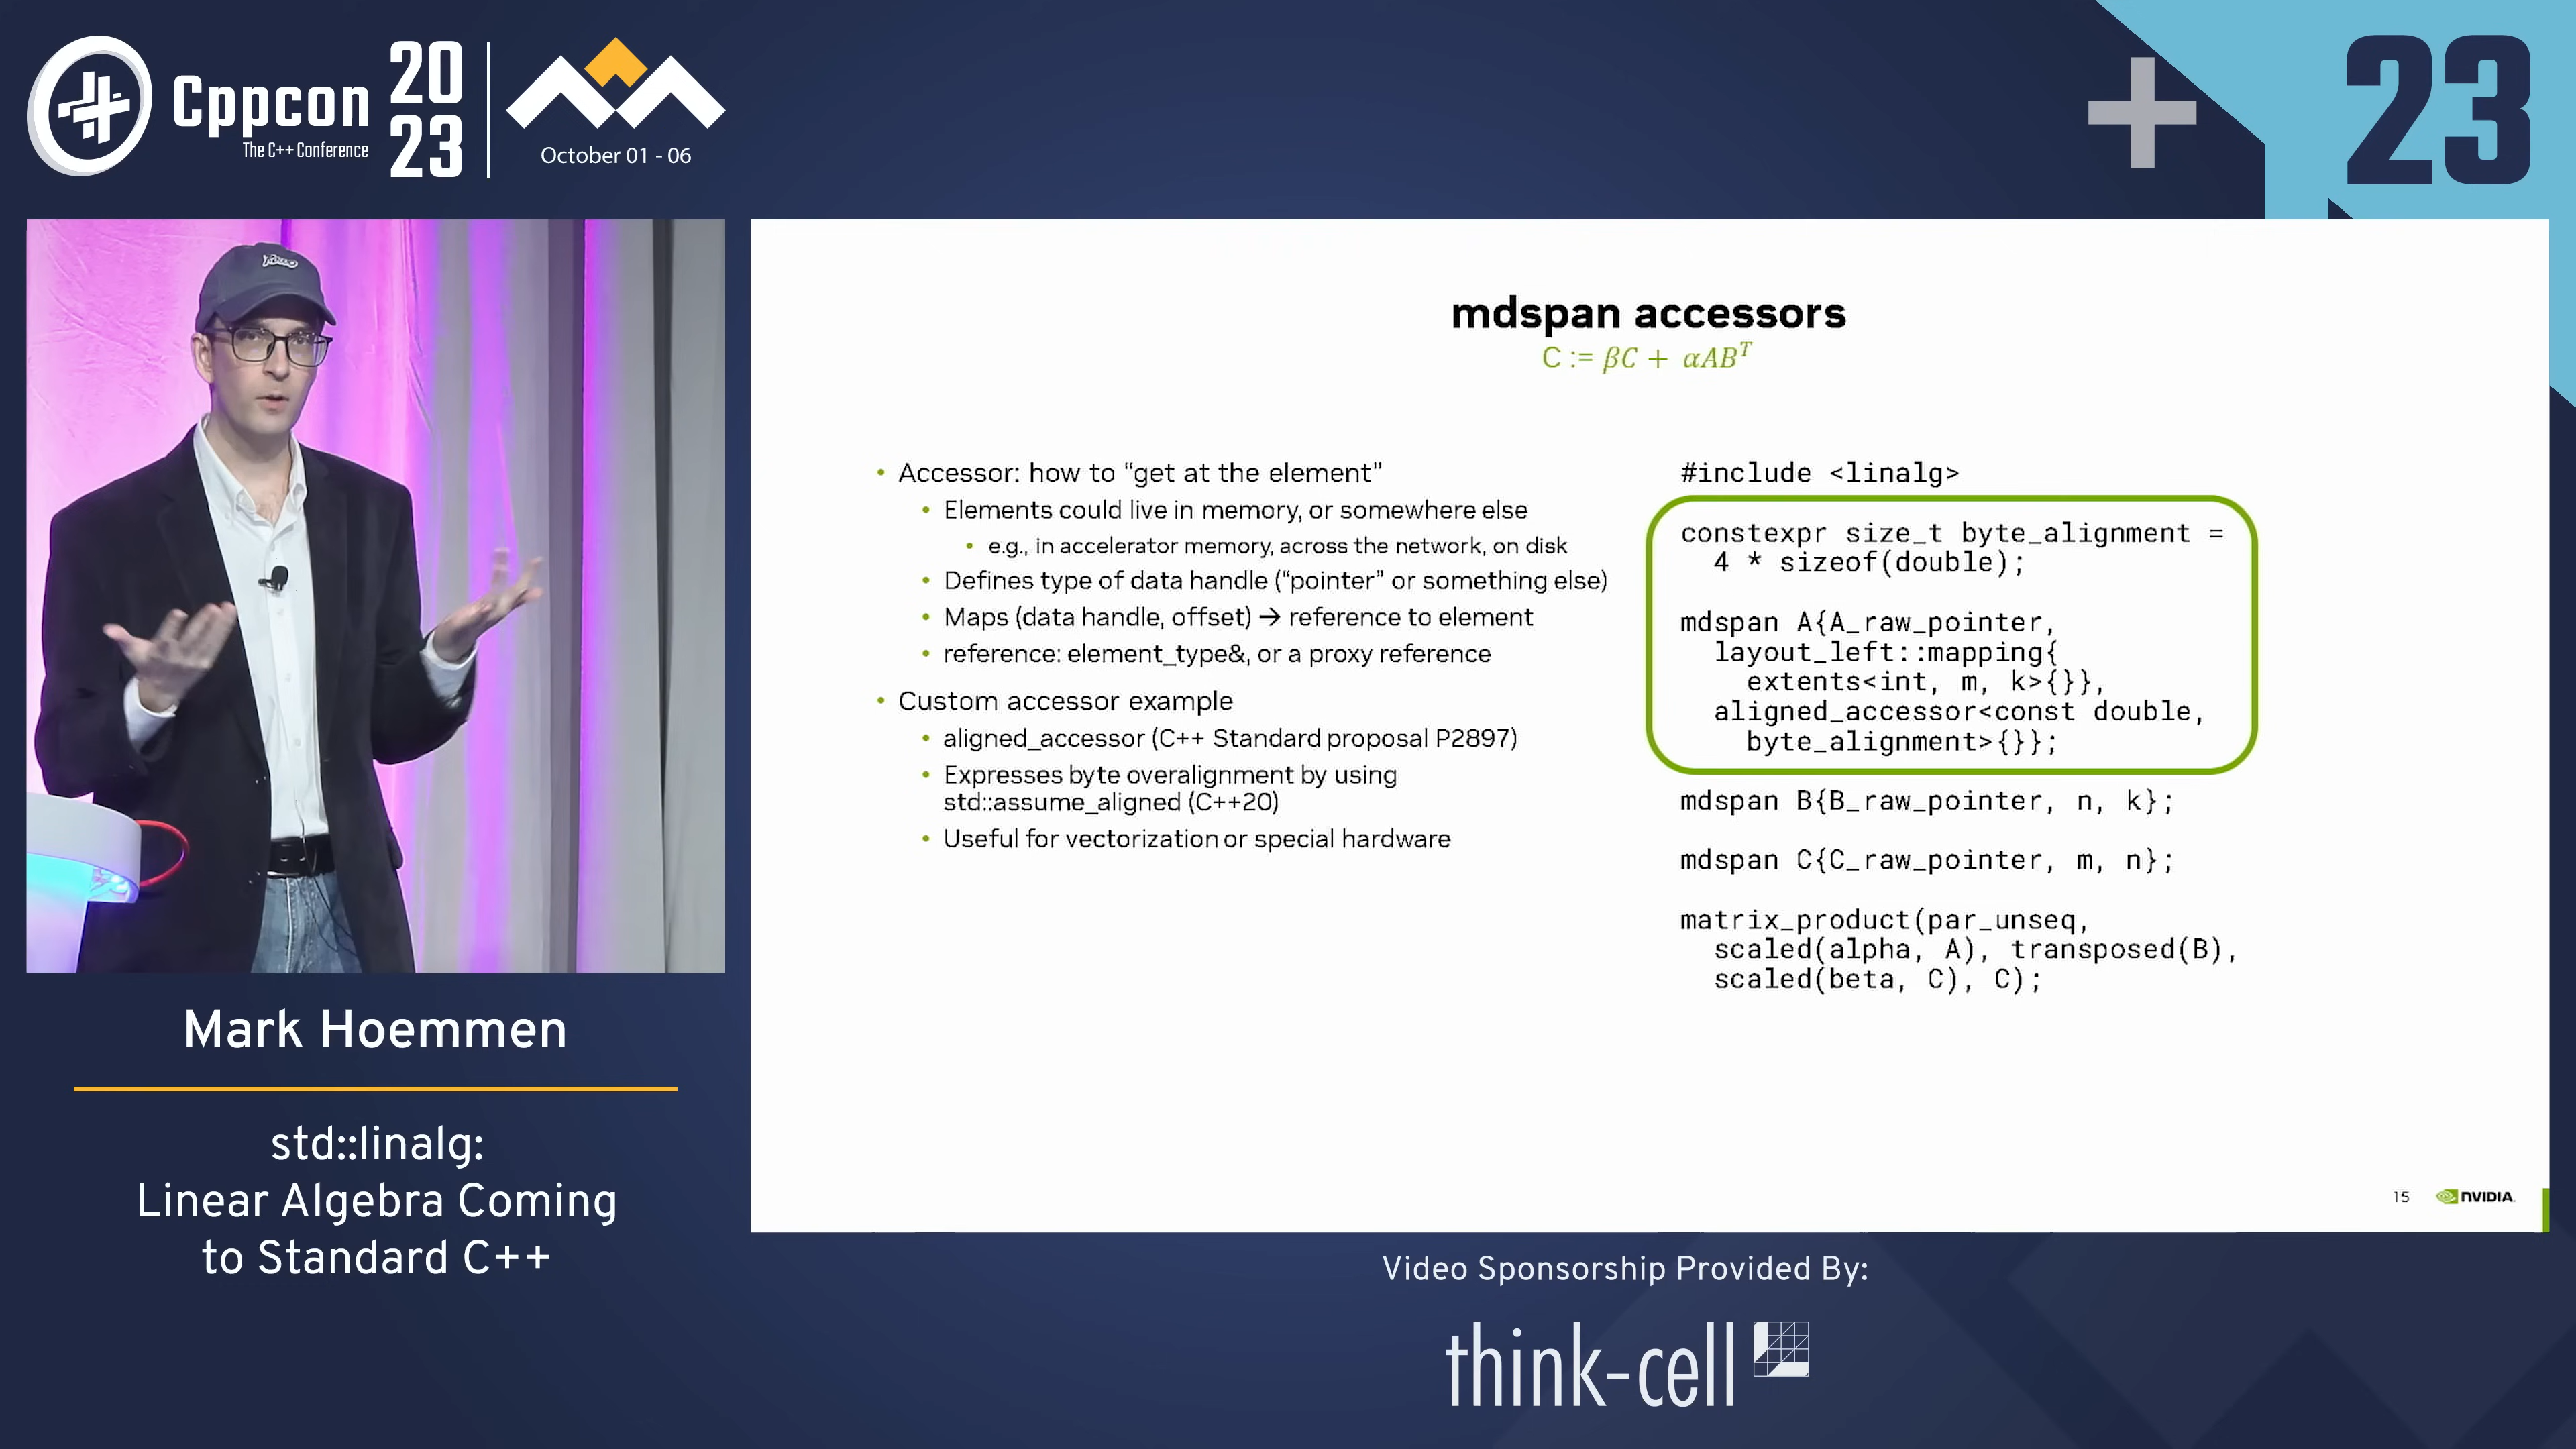 Cppcon
The C++ Conference
20
23
October 01 - 06
23
mdspan accessors
C := βC + αABᵀ
• Accessor: how to “get at the element”
• Elements could live in memory, or somewhere else
• e.g., in accelerator memory, across the network, on disk
• Defines type of data handle (“pointer” or something else)
• Maps (data handle, offset) → reference to element
• reference: element_type&, or a proxy reference
• Custom accessor example
• aligned_accessor (C++ Standard proposal P2897)
• Expresses byte overalignment by using
std::assume_aligned (C++20)
• Useful for vectorization or special hardware
#include <linalg>
constexpr size_t byte_alignment =
4 * sizeof(double);
mdspan A{A_raw_pointer,
layout_left::mapping{
extents<int, m, k>{}},
aligned_accessor<const double,
byte_alignment>{}};
mdspan B{B_raw_pointer, n, k};
mdspan C{C_raw_pointer, m, n};
matrix_product(par_unseq,
scaled(alpha, A), transposed(B),
scaled(beta, C), C);
15
NVIDIA.
Mark Hoemmen
std::linalg:
Linear Algebra Coming
to Standard C++
Video Sponsorship Provided By:
think-cell